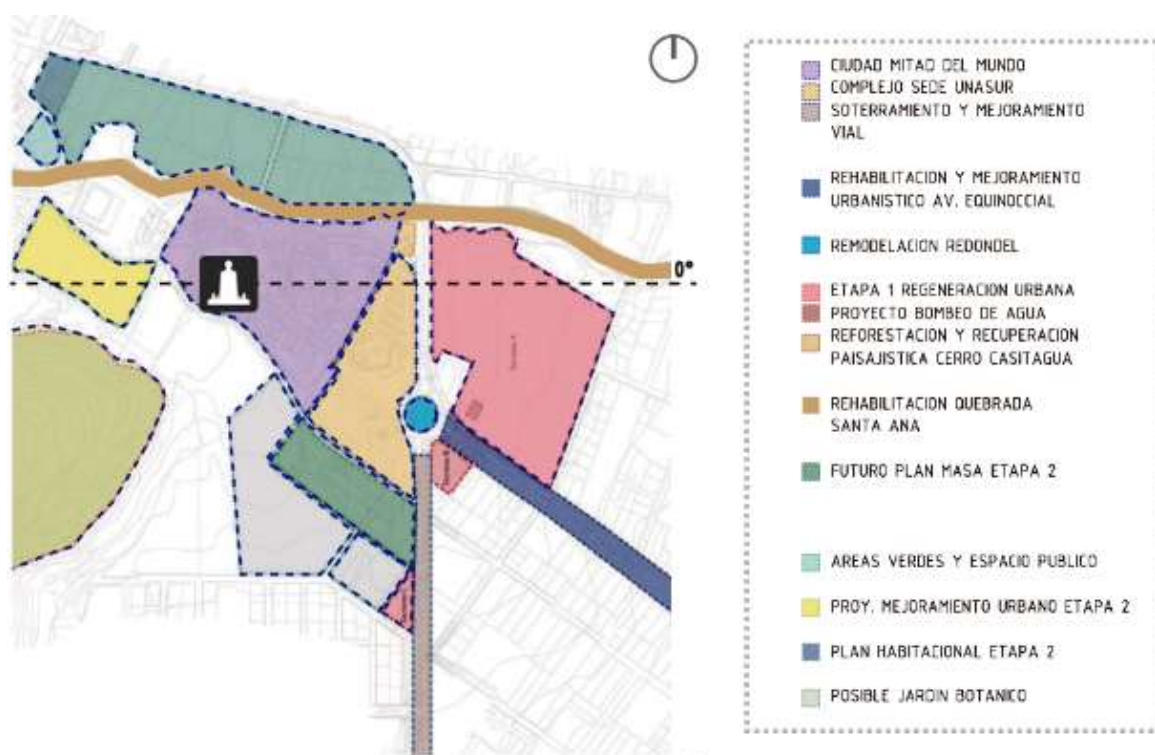 CIUDAD MITAD DEL MUNDO
COMPLEJO SEDE UNASUR
SOTERRAMIENTO Y MEJORAMIENTO
VIAL
REHABILITACION Y MEJORAMIENTO
URBANISTICO AV. EQUINOCCIAL
REMODELACION REDONDEL
0°
ETAPA 1 REGENERACION URBANA
PROYECTO BOMBEO DE AGUA
REFORESTACION Y RECUPERACION
PAISAJISTICA CERRO CASITAGUA
REHABILITACION QUEBRADA
SANTA ANA
FUTURO PLAN MASA ETAPA 2
AREAS VERDES Y ESPACIO PUBLICO
PROY. MEJORAMIENTO URBANO ETAPA 2
PLAN HABITACIONAL ETAPA 2
POSIBLE JARDIN BOTANICO